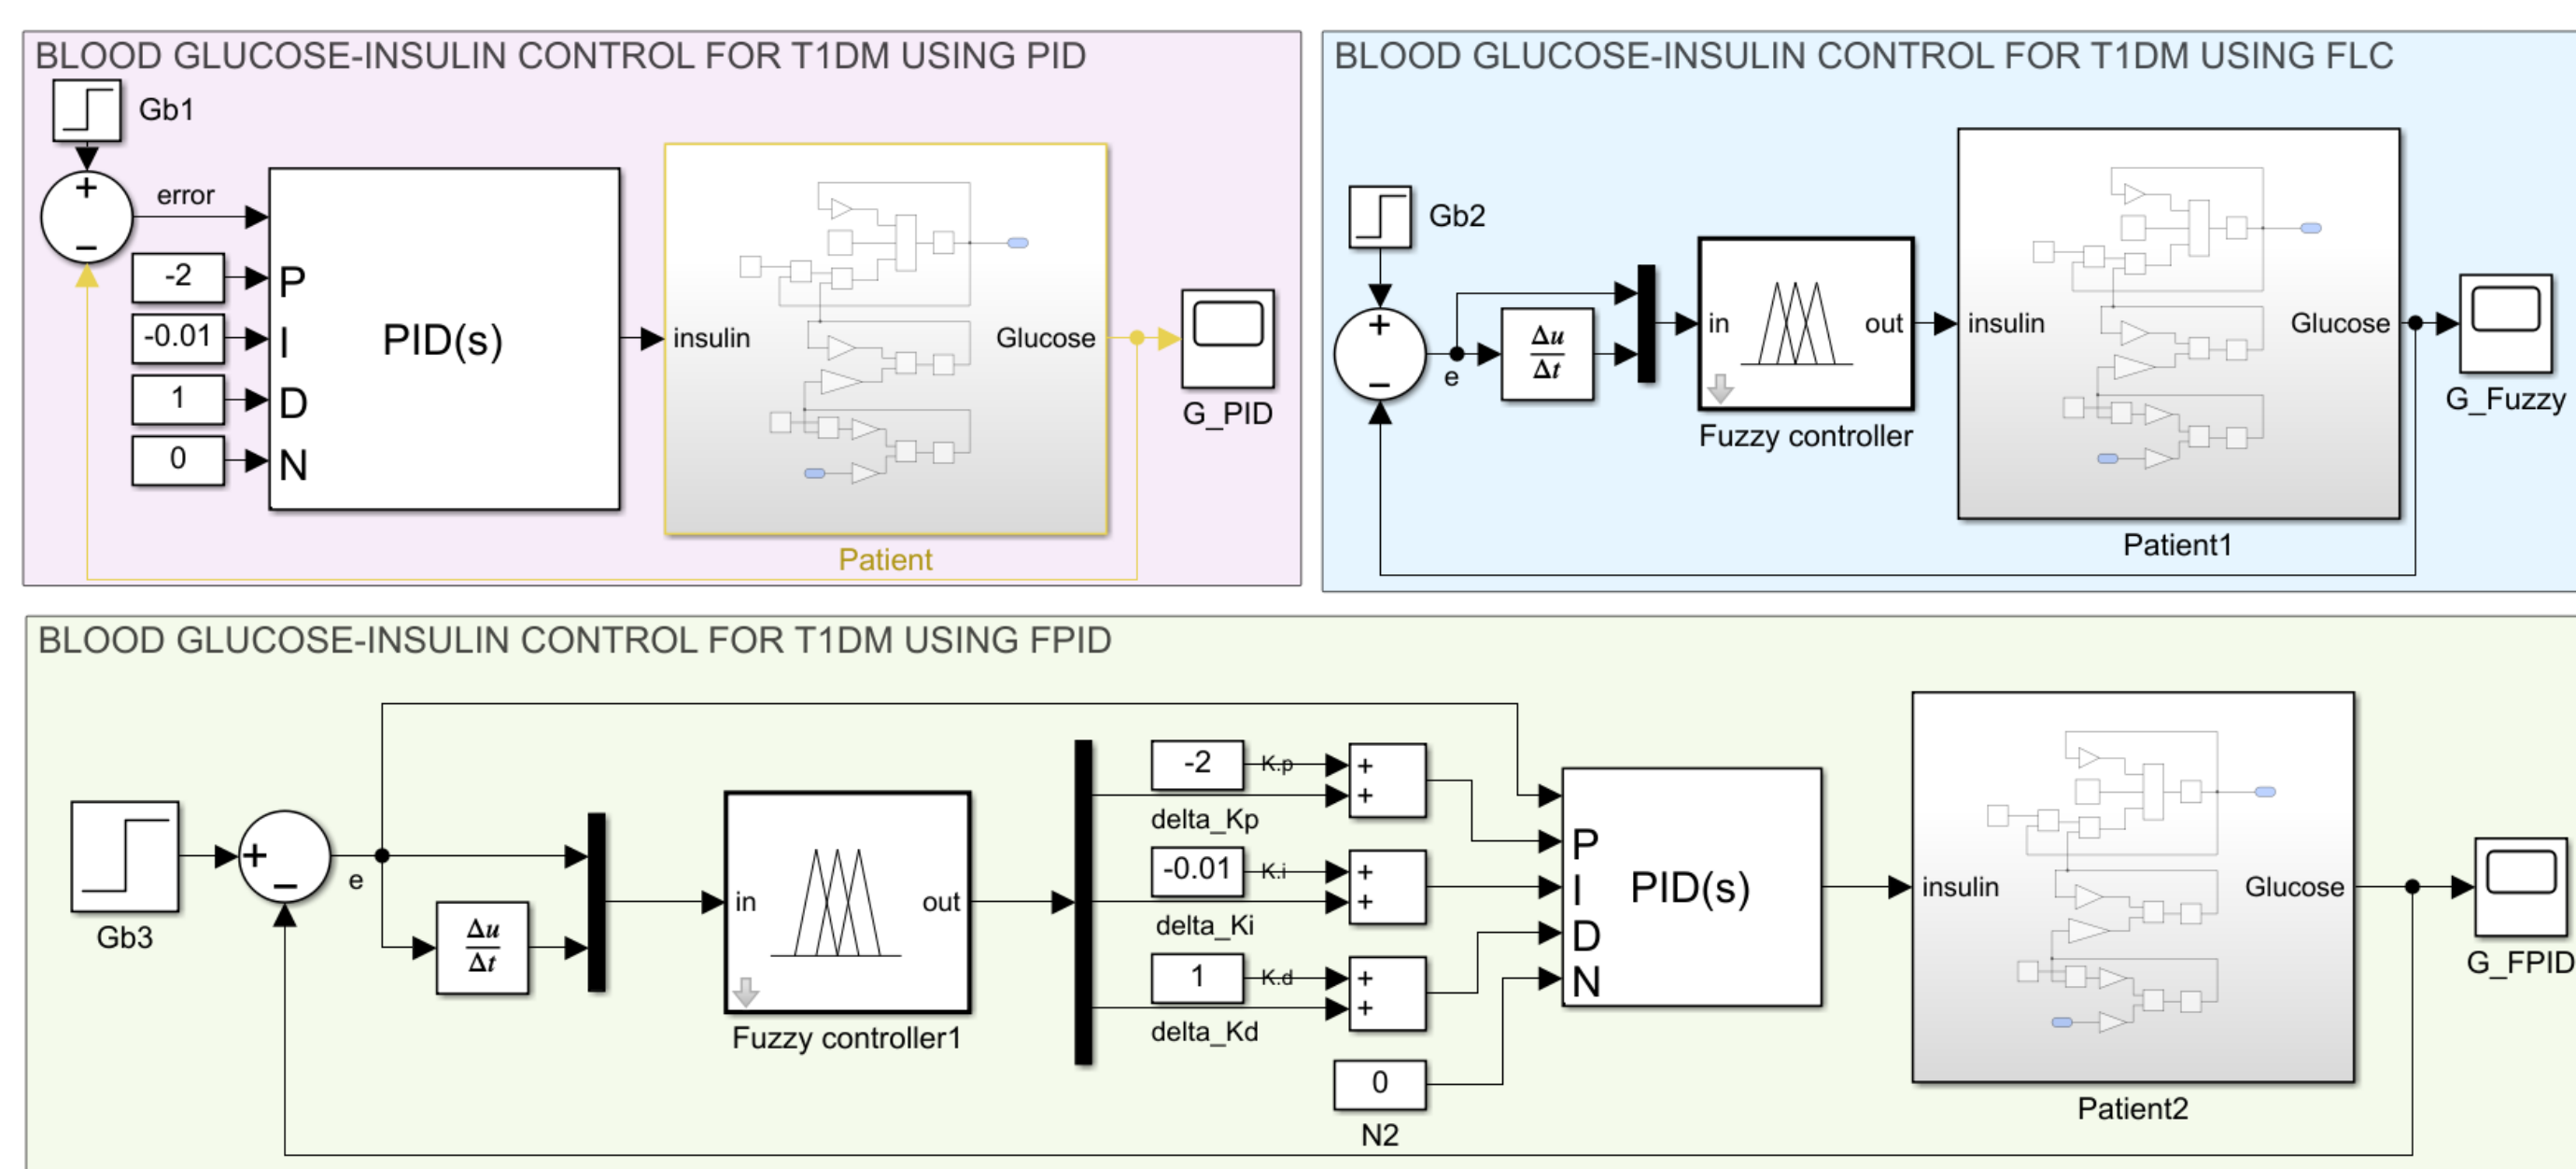 BLOOD GLUCOSE-INSULIN CONTROL FOR T1DM USING PID
Gb1
+
error
−
-2
P
-0.01
I
1
D
0
N
PID(s)
insulin
Glucose
Patient
G_PID
BLOOD GLUCOSE-INSULIN CONTROL FOR T1DM USING FLC
Gb2
+
−
e
Δu
Δt
in
out
Fuzzy controller
insulin
Glucose
Patient1
G_Fuzzy
BLOOD GLUCOSE-INSULIN CONTROL FOR T1DM USING FPID
Gb3
+
−
e
Δu
Δt
in
out
Fuzzy controller1
-2
K.p
+
+
delta_Kp
-0.01
K.i
+
+
delta_Ki
1
K.d
+
+
delta_Kd
0
N2
P
I
D
N
PID(s)
insulin
Glucose
Patient2
G_FPID